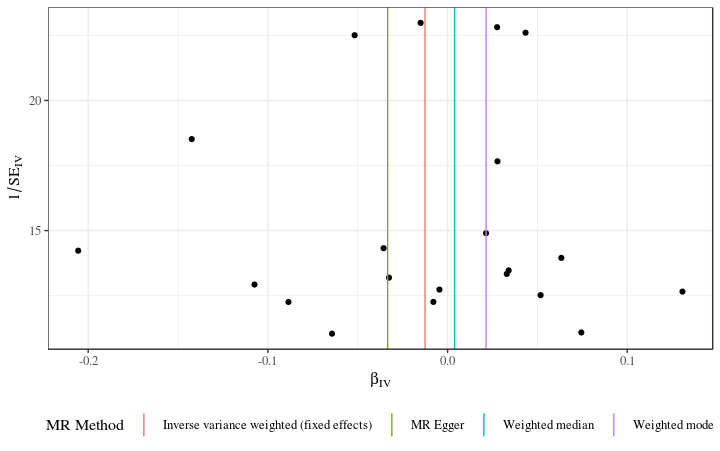 20
15
1/SE_IV
-0.2
-0.1
0.0
0.1
β_IV
MR Method
Inverse variance weighted (fixed effects)
MR Egger
Weighted median
Weighted mode